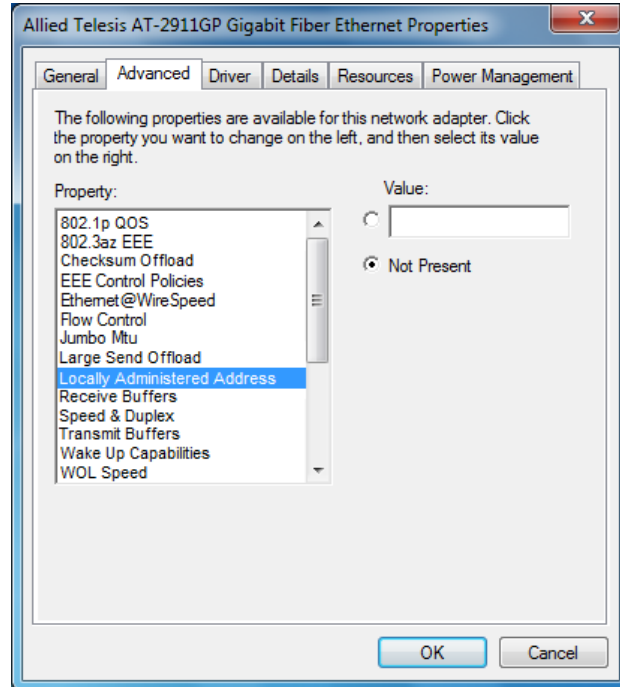 Allied Telesis AT-2911GP Gigabit Fiber Ethernet Properties
General Advanced Driver Details Resources Power Management
The following properties are available for this network adapter. Click
the property you want to change on the left, and then select its value
on the right.
Property:
Value:
802.1p QOS
802.3az EEE
Checksum Offload
EEE Control Policies
Ethernet@WireSpeed
Flow Control
Jumbo Mtu
Large Send Offload
Locally Administered Address
Receive Buffers
Speed & Duplex
Transmit Buffers
Wake Up Capabilities
WOL Speed
Not Present
OK Cancel